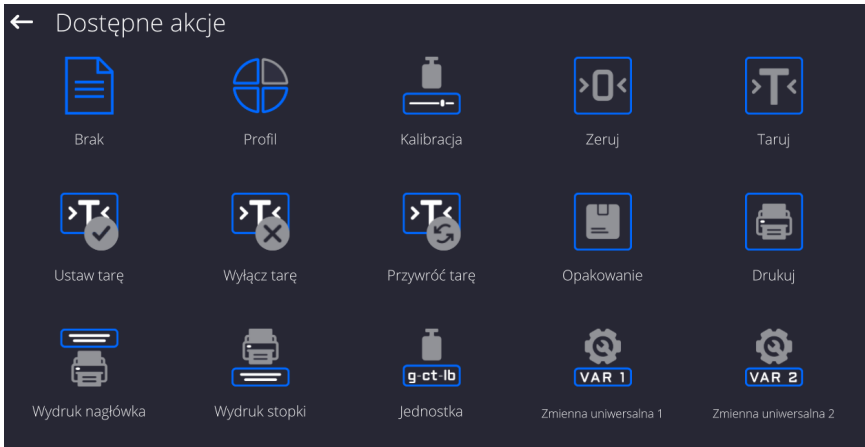 Dostępne akcje
Brak Profil Kalibracja >0< Zeruj >T< Taruj
>T< Ustaw tarę >T< Wyłącz tarę >T< Przywróć tarę Opakowanie Drukuj
g-ct-lb VAR 1 VAR 2
Wydruk nagłówka Wydruk stopki Jednostka Zmienna uniwersalna 1 Zmienna uniwersalna 2